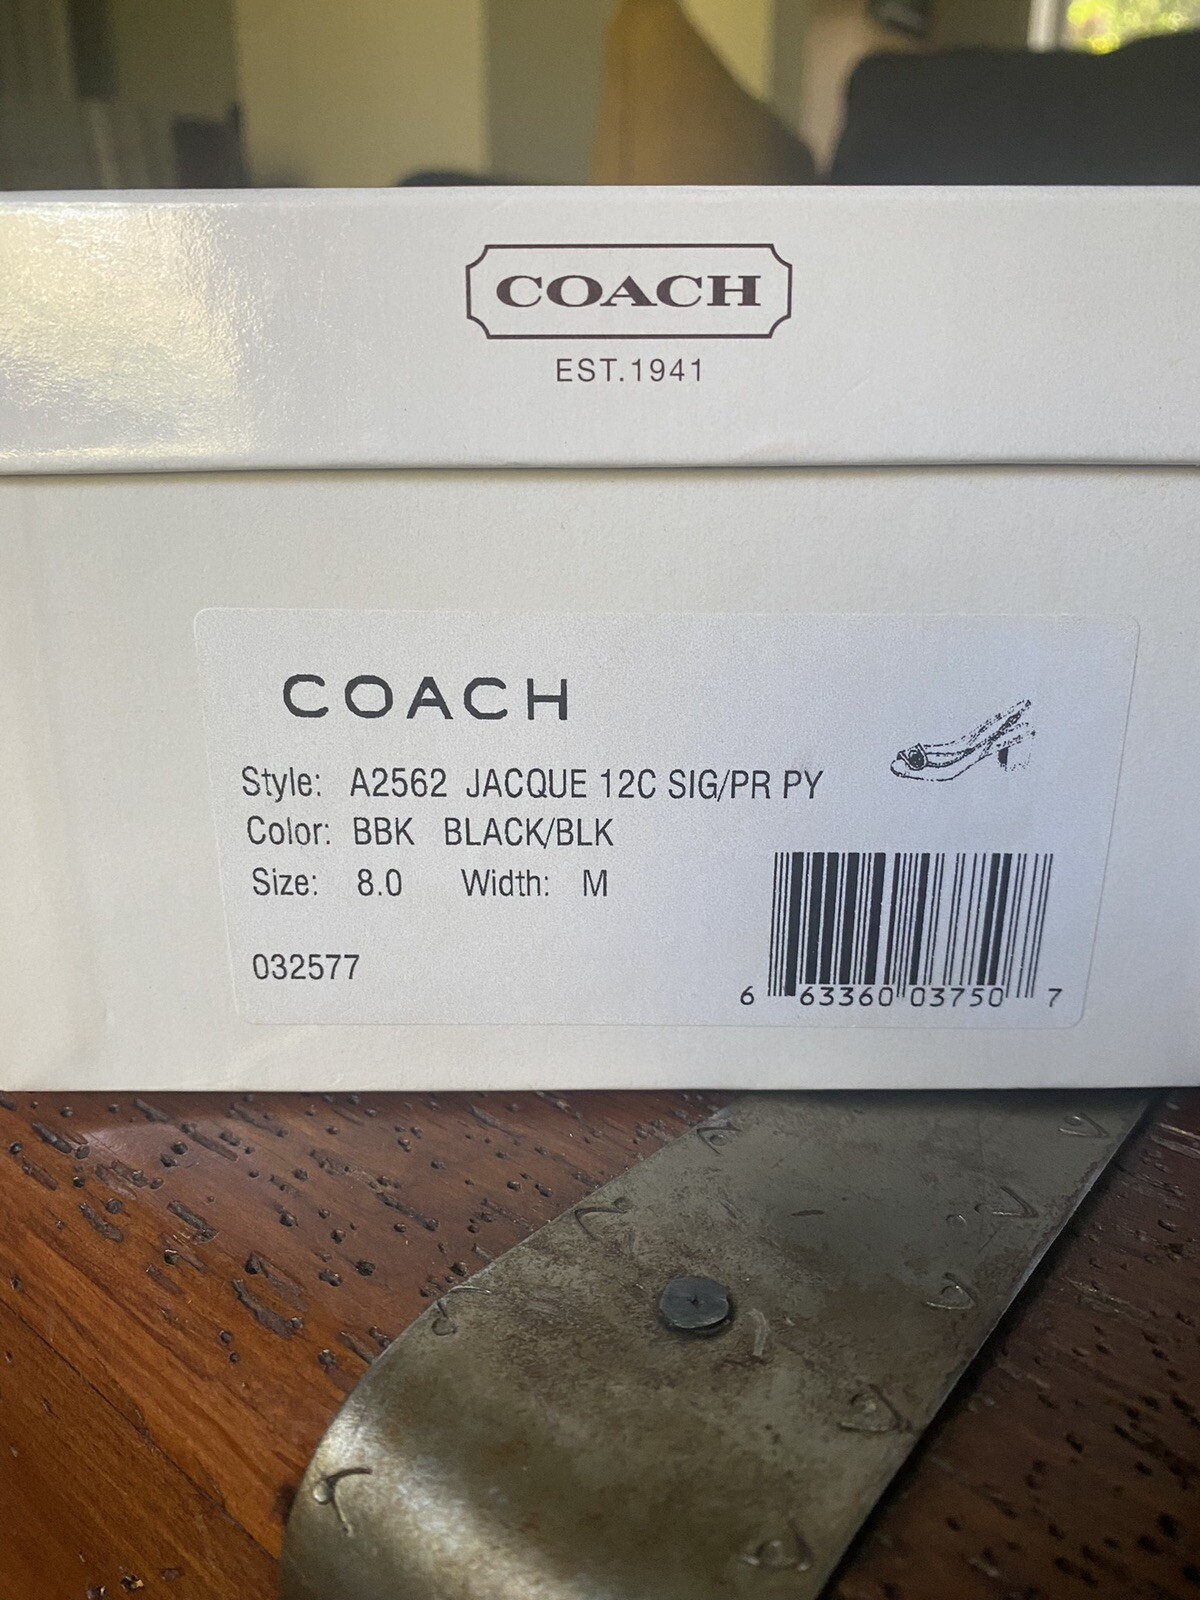 COACH
EST.1941
COACH
Style: A2562 JACQUE 12C SIG/PR PY
Color: BBK BLACK/BLK
Size: 8.0 Width: M
032577
6 63360 03750 7